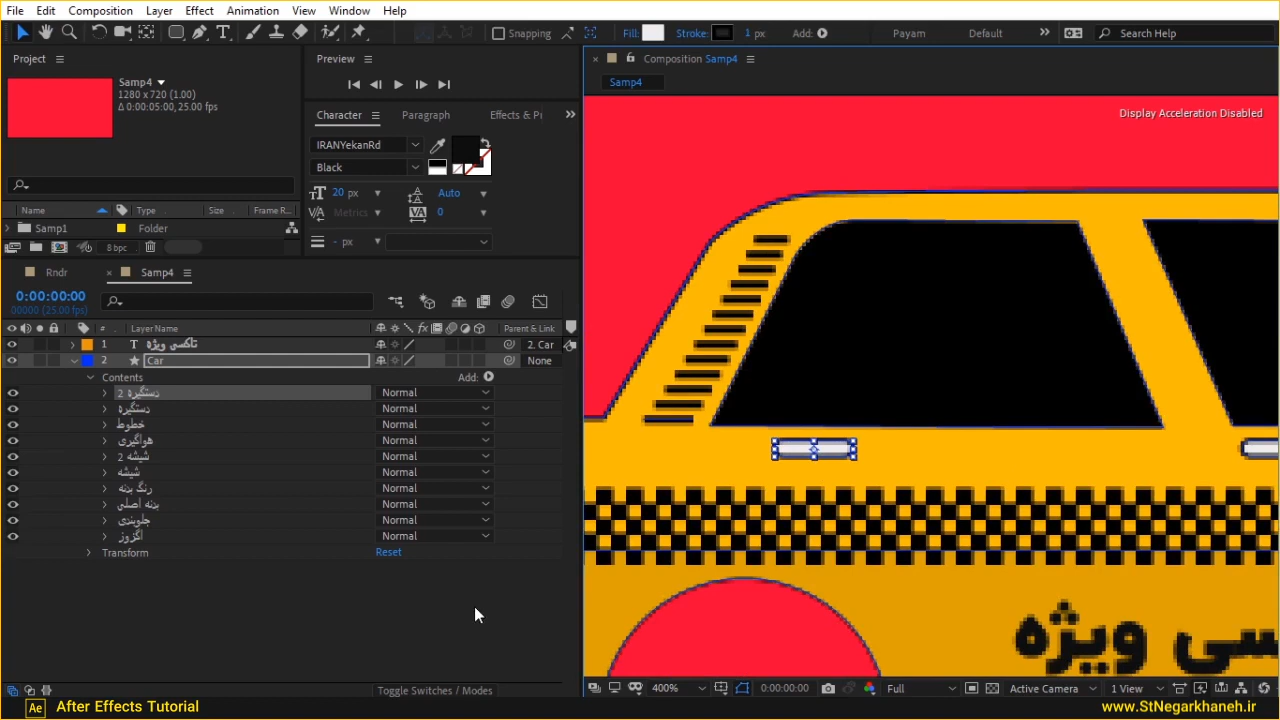 File Edit Composition Layer Effect Animation View Window Help
Snapping Fill: Stroke: 1 px Add: Payam Default Search Help
Project
Samp4
1280 x 720 (1.00)
Δ 0:00:05:00, 25.00 fps
Name Type Size Frame R...
Samp1 Folder
8 bpc
Preview
Character Paragraph Effects & Pi
IRANYekanRd
Black
20 px Auto
Metrics 0
- px
Composition Samp4
Samp4
Display Acceleration Disabled
سی ویژه
400% 0:00:00:00 Full Active Camera 1 View
Rndr Samp4
0:00:00:00
00000 (25.00 fps)
# Layer Name Parent & Link
1 T تاکسی ویژه 2. Car
2 Car None
Contents Add:
دستگیره 2 Normal
دستگیره Normal
خطوط Normal
هواگیری Normal
شیشه 2 Normal
شیشه Normal
رنگ بدنه Normal
بدنه اصلی Normal
جلوبندی Normal
اگزوز Normal
Transform Reset
Toggle Switches / Modes
Ae After Effects Tutorial www.StNegarkhaneh.ir